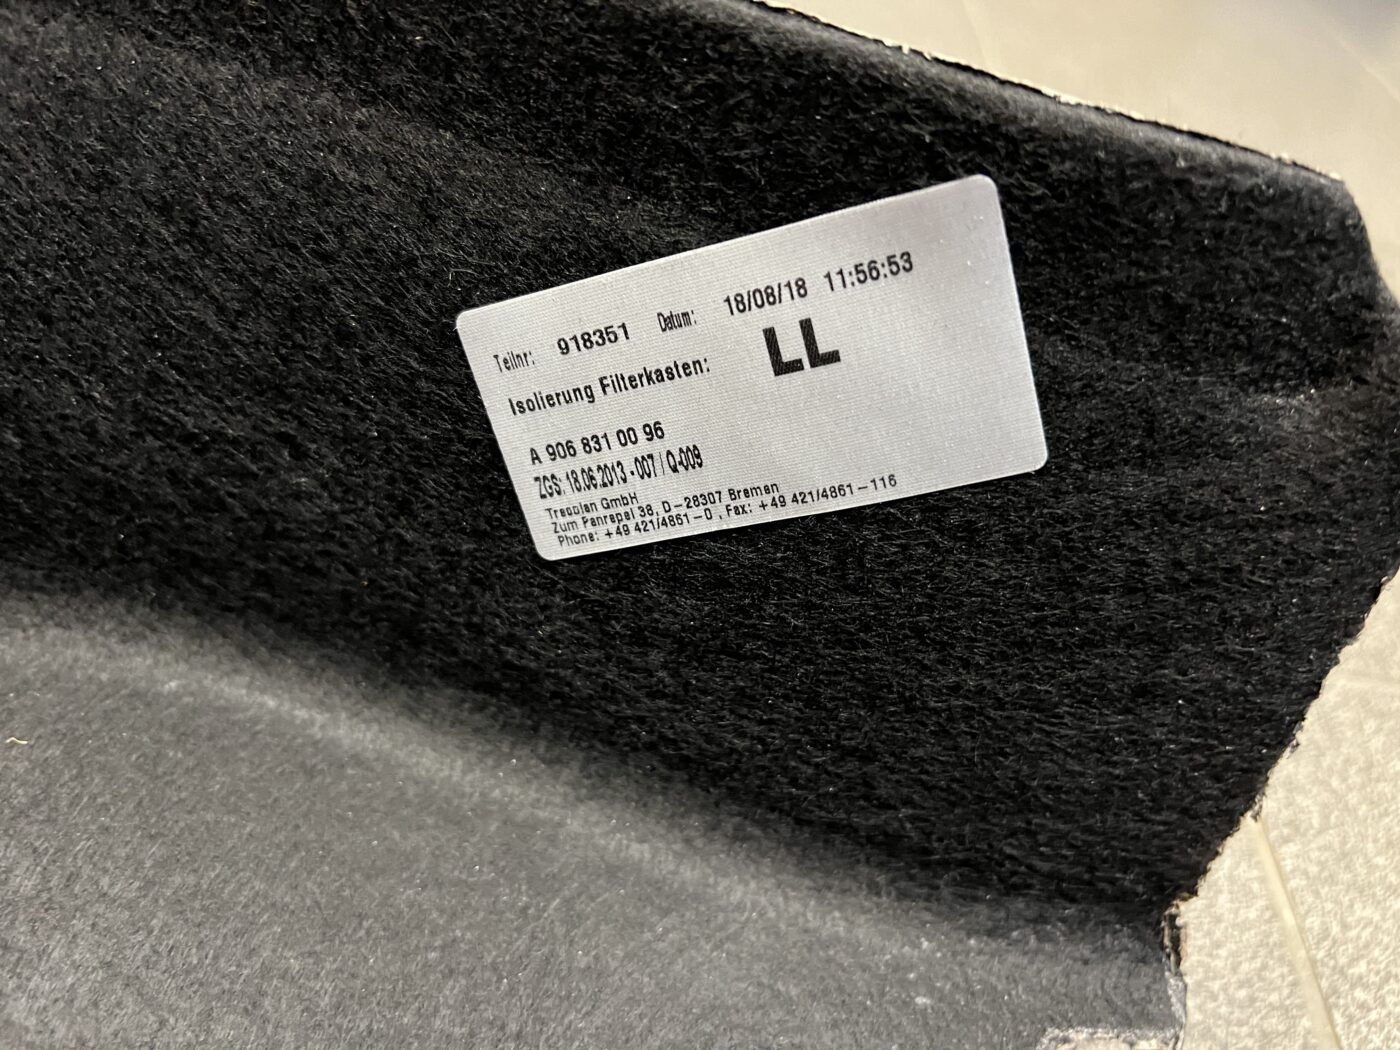 Teilnr: 918351 Datum: 18/08/18 11:56:53
Isolierung Filterkasten: LL
A 906 831 00 96
ZGS: 18.06.2013 - 007 / Q-009
GmbH
Zum Panrepel 38, D-28307 Bremen
Phone: +49 421/4861-0 , Fax: +49 421/4861-116